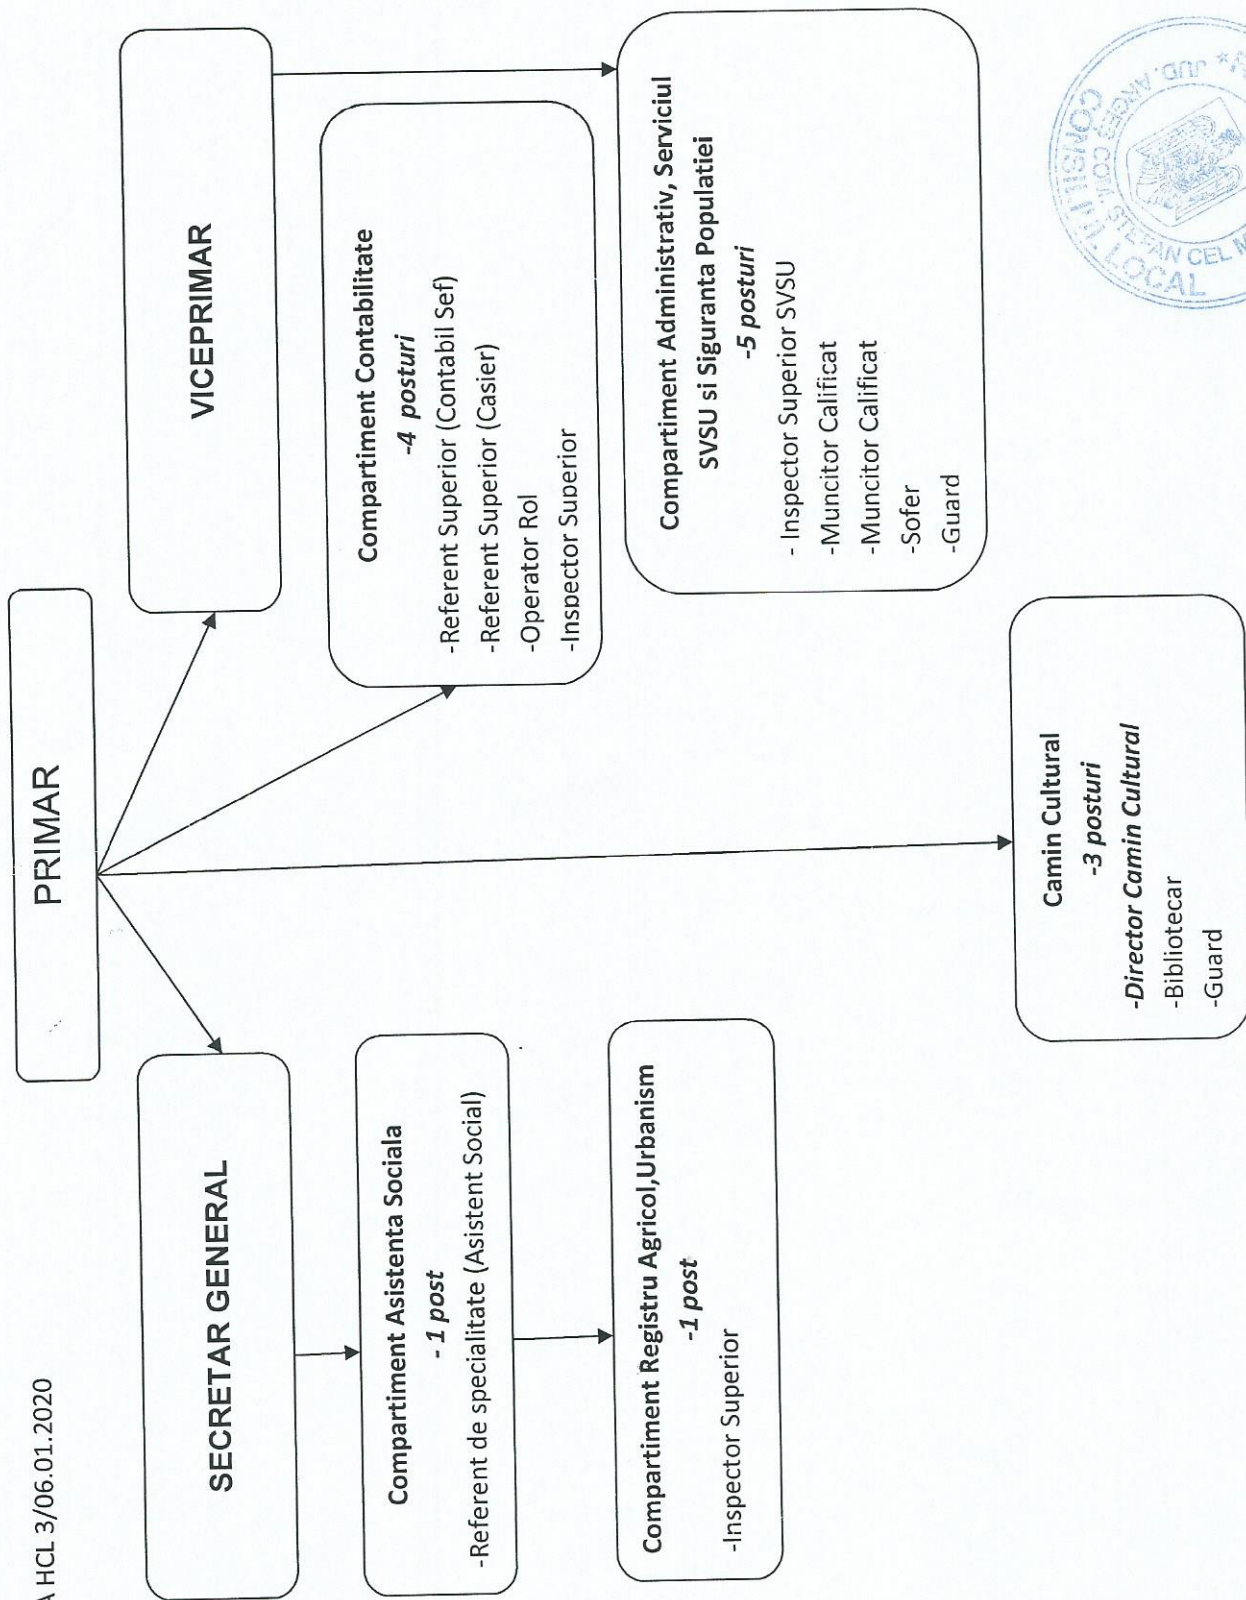 A HCL 3/06.01.2020
PRIMAR
SECRETAR GENERAL
VICEPRIMAR
Compartiment Asistenta Sociala
- 1 post
-Referent de specialitate (Asistent Social)
Compartiment Contabilitate
-4 posturi
-Referent Superior (Contabil Sef)
-Referent Superior (Casier)
-Operator Rol
-Inspector Superior
Compartiment Registru Agricol,Urbanism
-1 post
-Inspector Superior
Compartiment Administrativ, Serviciul
SVSU si Siguranta Populatiei
-5 posturi
- Inspector Superior SVSU
-Muncitor Calificat
-Muncitor Calificat
-Sofer
-Guard
Camin Cultural
-3 posturi
-Director Camin Cultural
-Bibliotecar
-Guard
CONSILIUL LOCAL
JUD. ARGES COM. STEFAN CEL M